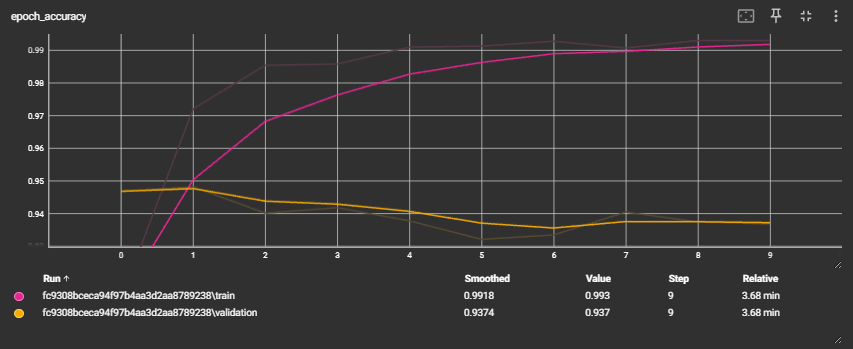 epoch_accuracy
0.99
0.98
0.97
0.96
0.95
0.94
0 1 2 3 4 5 6 7 8 9
Run ↑ Smoothed Value Step Relative
fc9308bceca94f97b4aa3d2aa8789238\train 0.9918 0.993 9 3.68 min
fc9308bceca94f97b4aa3d2aa8789238\validation 0.9374 0.937 9 3.68 min